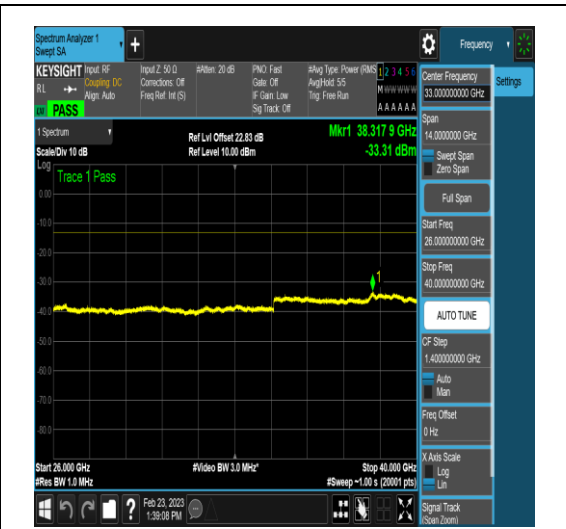 Spectrum Analyzer 1
Swept SA
+
Frequency
KEYSIGHT
RL
PASS
Input: RF
Coupling: DC
Align: Auto
Input Z: 50 Ω
Corrections: Off
Freq Ref: Int (S)
#Atten: 20 dB
PNO: Fast
Gate: Off
IF Gain: Low
Sig Track: Off
#Avg Type: Power (RMS
Avg|Hold: 5/5
Trig: Free Run
1 2 3 4 5 6
M W W W W W
A A A A A A
Center Frequency
33.000000000 GHz
Settings
Span
14.0000000 GHz
Swept Span
Zero Span
Full Span
Start Freq
26.000000000 GHz
Stop Freq
40.000000000 GHz
AUTO TUNE
CF Step
1.400000000 GHz
Auto
Man
Freq Offset
0 Hz
X Axis Scale
Log
Lin
Signal Track
(Span Zoom)
1 Spectrum
Scale/Div 10 dB
Ref Lvl Offset 22.83 dB
Ref Level 10.00 dBm
Mkr1 38.317 9 GHz
-33.31 dBm
Log
Trace 1 Pass
0.00
-10.0
-20.0
-30.0
-40.0
-50.0
-60.0
-70.0
-80.0
1
Start 26.000 GHz
#Res BW 1.0 MHz
#Video BW 3.0 MHz*
Stop 40.000 GHz
#Sweep ~1.00 s (20001 pts)
?
Feb 23, 2023
1:39:08 PM